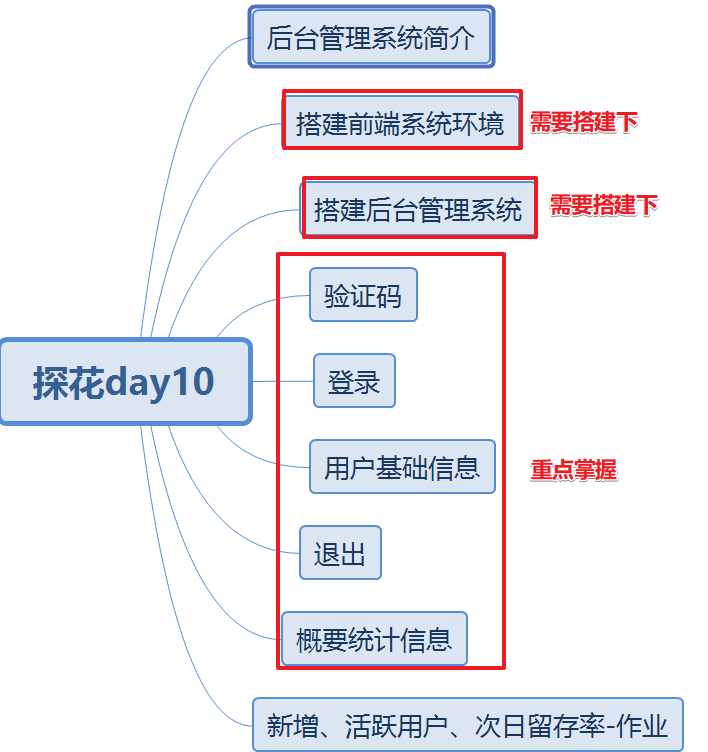 后台管理系统简介
搭建前端系统环境 需要搭建下
搭建后台管理系统 需要搭建下
验证码
探花day10
登录
用户基础信息
重点掌握
退出
概要统计信息
新增、活跃用户、次日留存率-作业